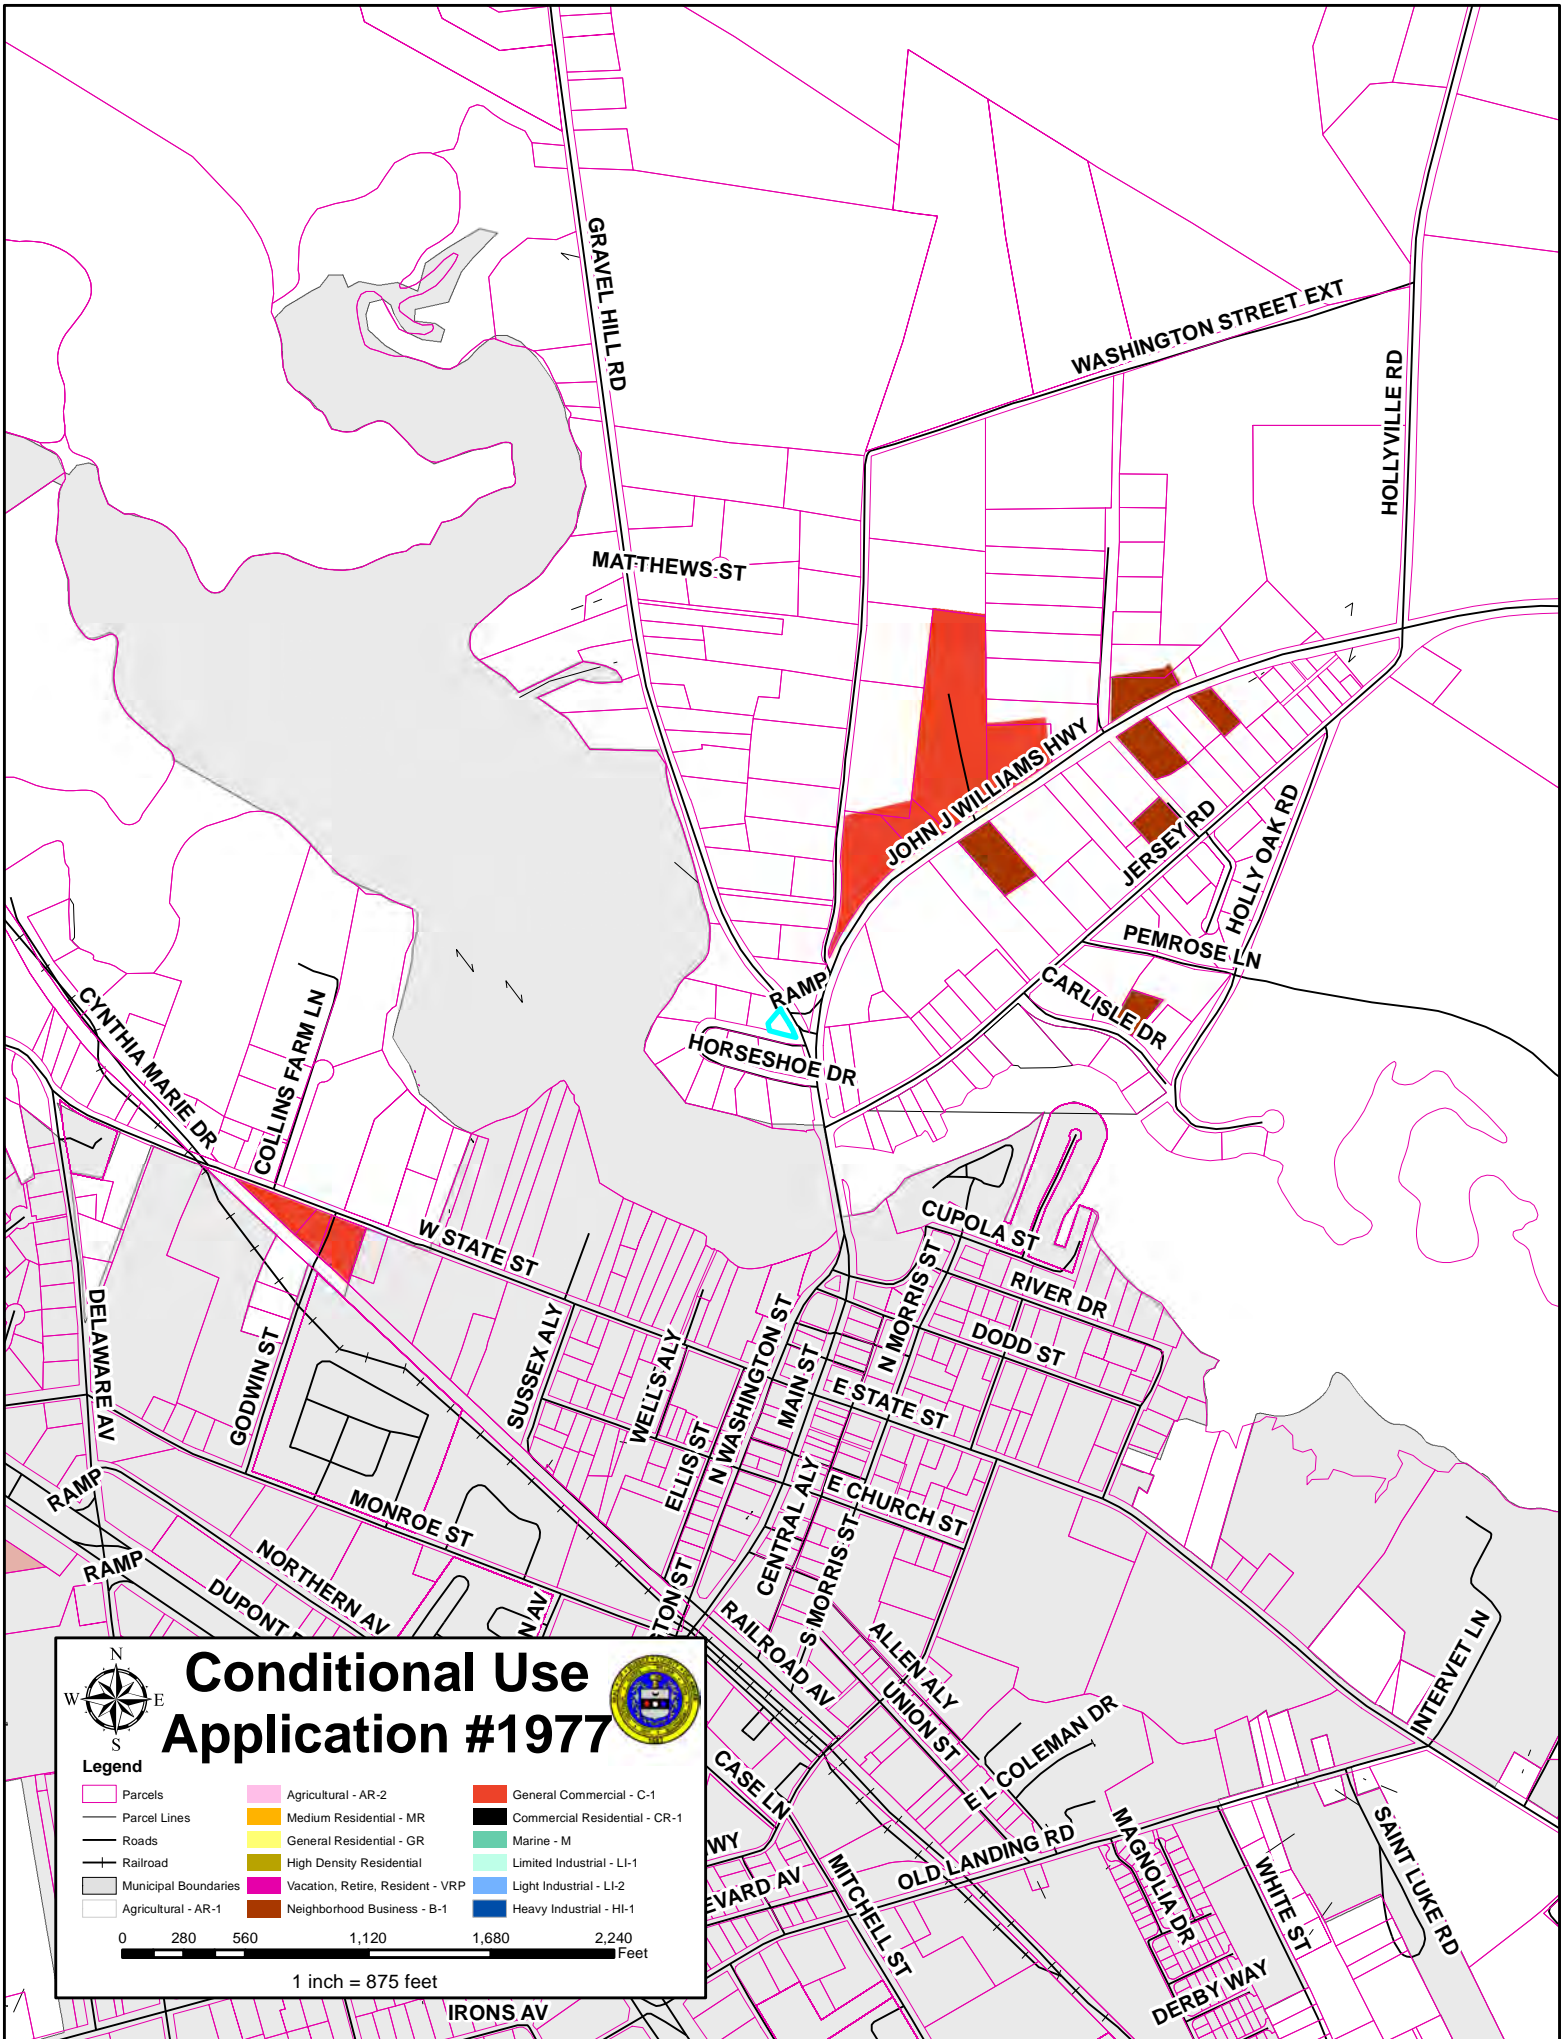 GRAVEL HILL RD
WASHINGTON STREET EXT
HOLLYVILLE RD
MATTHEWS ST
JOHN J WILLIAMS HWY
JERSEY RD
HOLLY OAK RD
PEMROSE LN
CARLISLE DR
RAMP
HORSESHOE DR
CYNTHIA MARIE DR
COLLINS FARM LN
W STATE ST
CUPOLA ST
RIVER DR
N MORRIS ST
DODD ST
DELAWARE AV
GODWIN ST
SUSSEX ALY
WELLS ALY
N WASHINGTON ST
MAIN ST
E STATE ST
ELLIS ST
CENTRAL ALY
E CHURCH ST
S MORRIS ST
RAMP
MONROE ST
RAMP
NORTHERN AV
DUPONT
N AV
STON ST
RAILROAD AV
ALLEN ALY
UNION ST
E L COLEMAN DR
INTERVET LN
CASE LN
WY
EVARD AV
MITCHELL ST
OLD LANDING RD
MAGNOLIA DR
WHITE ST
SAINT LUKE RD
DERBY WAY
IRONS AV
N
W E
S
Conditional Use
Application #1977
Legend
Parcels
Parcel Lines
Roads
Railroad
Municipal Boundaries
Agricultural - AR-1
Agricultural - AR-2
Medium Residential - MR
General Residential - GR
High Density Residential
Vacation, Retire, Resident - VRP
Neighborhood Business - B-1
General Commercial - C-1
Commercial Residential - CR-1
Marine - M
Limited Industrial - LI-1
Light Industrial - LI-2
Heavy Industrial - HI-1
0 280 560 1,120 1,680 2,240
Feet
1 inch = 875 feet